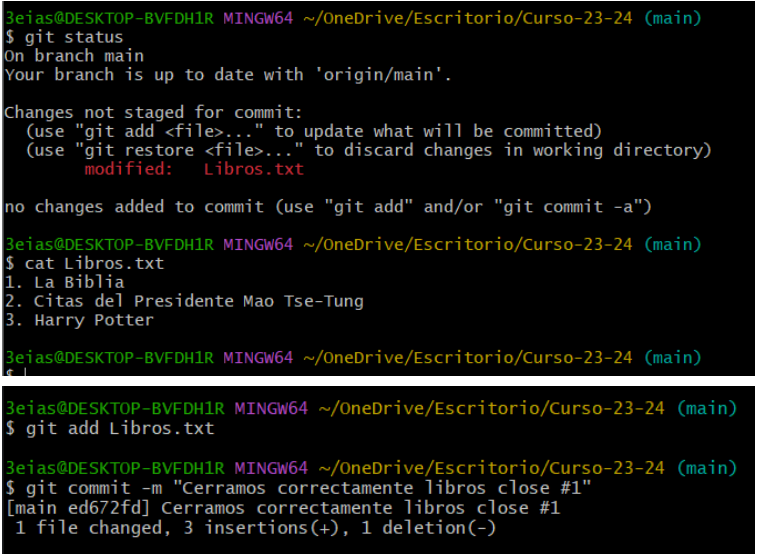 3eias@DESKTOP-BVFDH1R MINGW64 ~/OneDrive/Escritorio/Curso-23-24 (main)
$ git status
On branch main
Your branch is up to date with 'origin/main'.
Changes not staged for commit:
(use "git add <file>..." to update what will be committed)
(use "git restore <file>..." to discard changes in working directory)
modified: Libros.txt
no changes added to commit (use "git add" and/or "git commit -a")
3eias@DESKTOP-BVFDH1R MINGW64 ~/OneDrive/Escritorio/Curso-23-24 (main)
$ cat Libros.txt
1. La Biblia
2. Citas del Presidente Mao Tse-Tung
3. Harry Potter
3eias@DESKTOP-BVFDH1R MINGW64 ~/OneDrive/Escritorio/Curso-23-24 (main)
$
3eias@DESKTOP-BVFDH1R MINGW64 ~/OneDrive/Escritorio/Curso-23-24 (main)
$ git add Libros.txt
3eias@DESKTOP-BVFDH1R MINGW64 ~/OneDrive/Escritorio/Curso-23-24 (main)
$ git commit -m "Cerramos correctamente libros close #1"
[main ed672fd] Cerramos correctamente libros close #1
1 file changed, 3 insertions(+), 1 deletion(-)